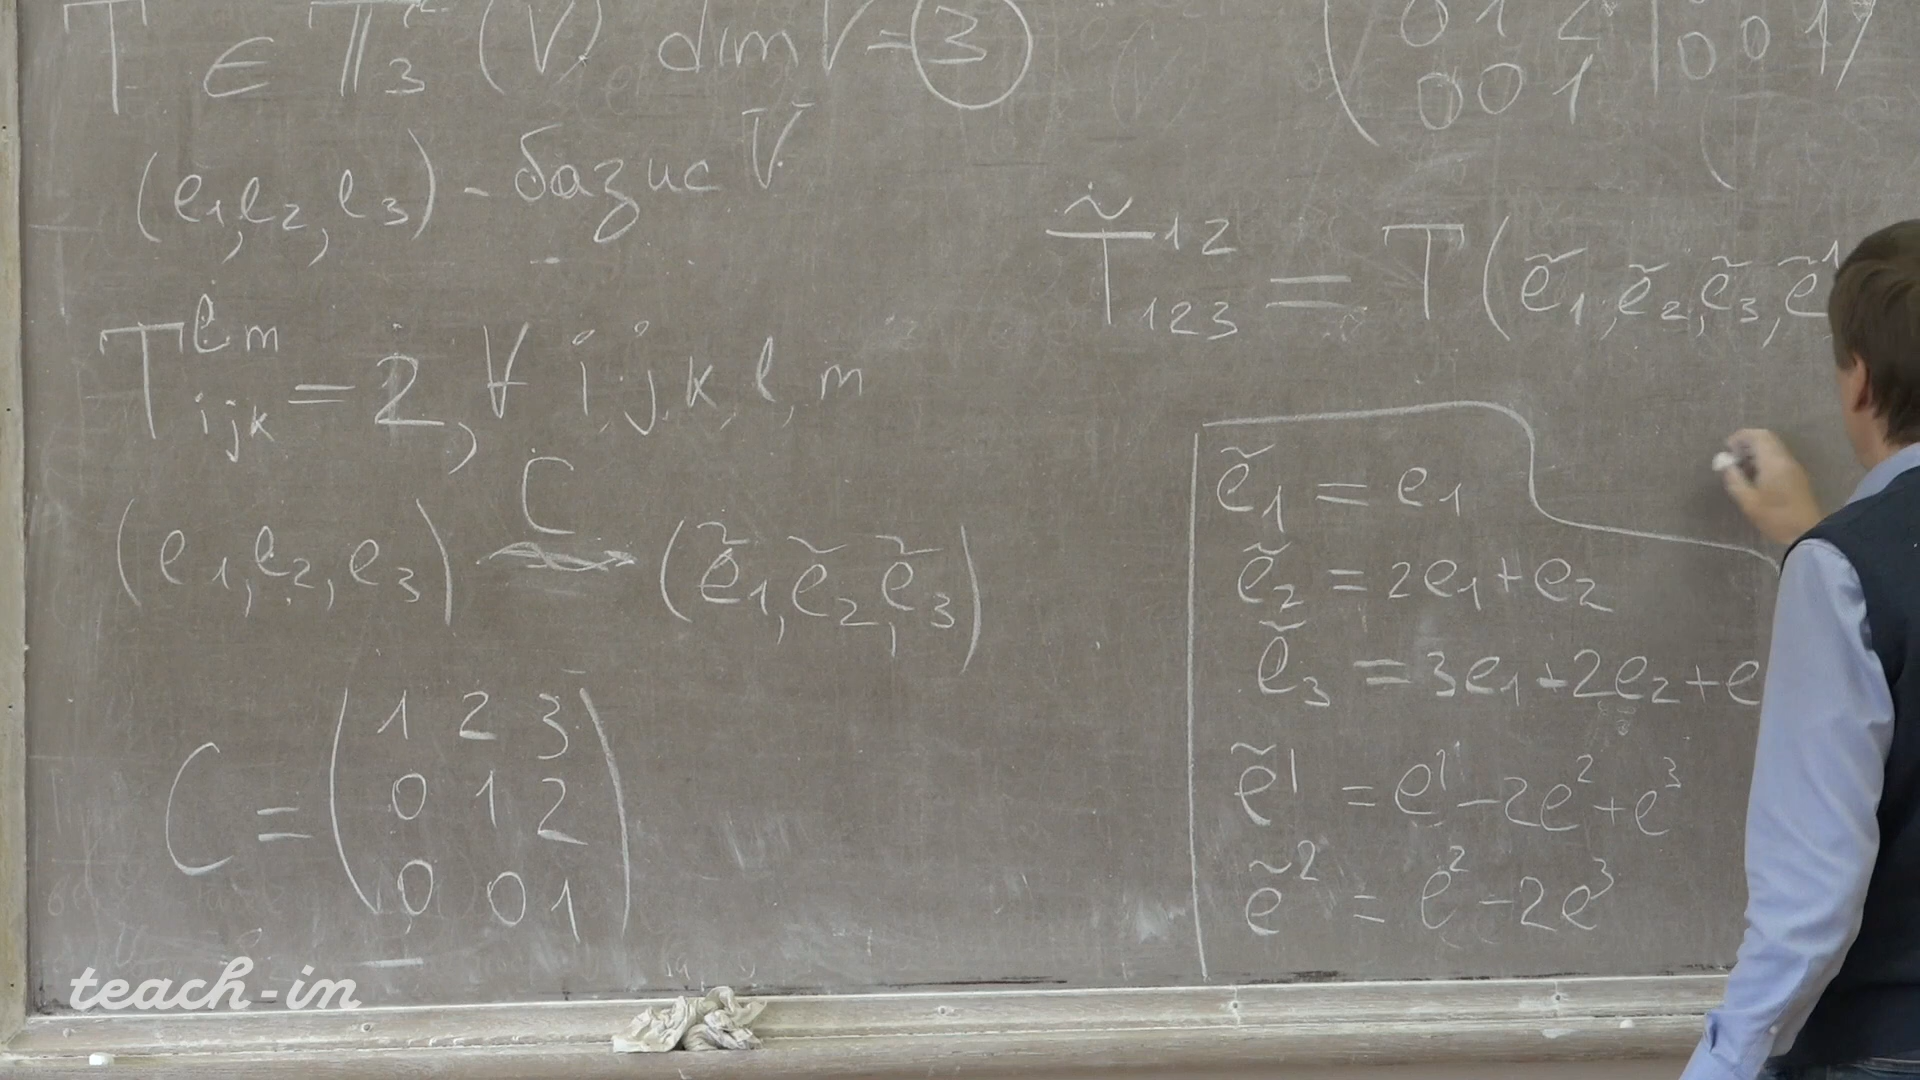 T ∈ 𝕋₃² (V) dim V = 3
(e₁, e₂, e₃) - базис V
T^{lm}_{ijk} = 2, ∀ i, j, k, l, m
(e₁, e₂, e₃) C → (ẽ₁, ẽ₂, ẽ₃)
C = ( 1 2 3
0 1 2
0 0 1 )
0 1 2 |
0 0 1 | 0 0 1 )
T̃^{12}_{123} = T(ẽ₁, ẽ₂, ẽ₃, ẽ¹
ẽ₁ = e₁
ẽ₂ = 2e₁ + e₂
ẽ₃ = 3e₁ + 2e₂ + e
ẽ¹ = e¹ - 2e² + e³
ẽ² = e² - 2e³
teach-in